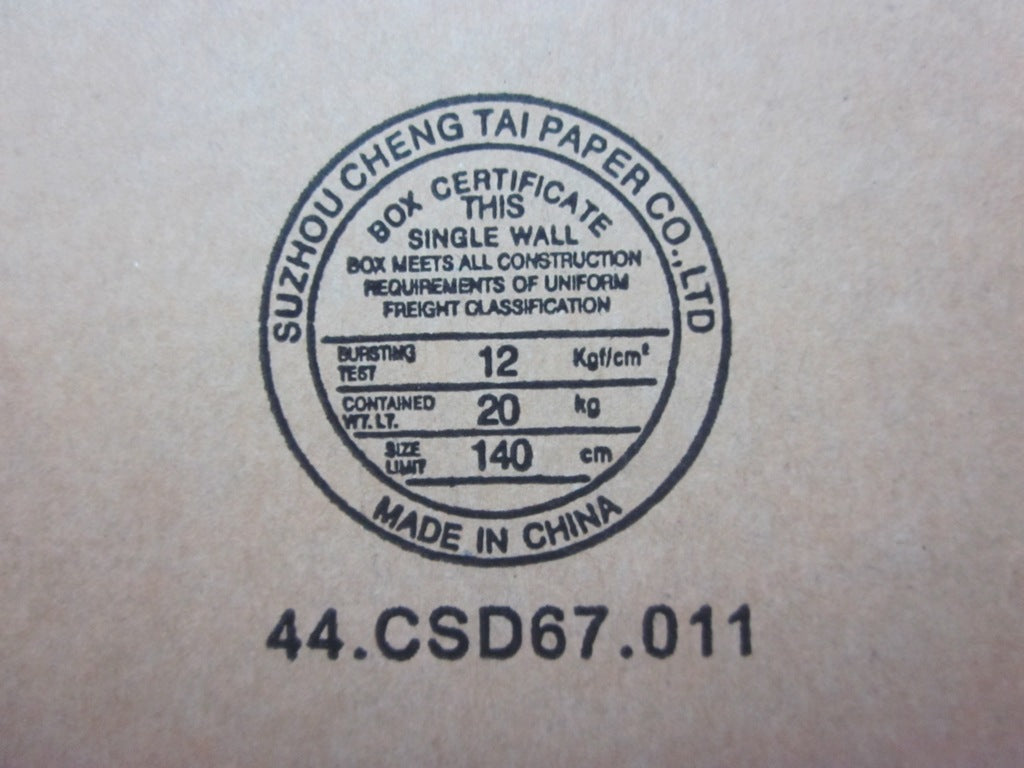 SUZHOU CHENG TAI PAPER CO.,LTD
BOX CERTIFICATE
THIS
SINGLE WALL
BOX MEETS ALL CONSTRUCTION
REQUIREMENTS OF UNIFORM
FREIGHT CLASSIFICATION
BURSTING TEST 12 Kgf/cm²
CONTAINED WT. LT. 20 kg
SIZE LIMIT 140 cm
MADE IN CHINA
44.CSD67.011